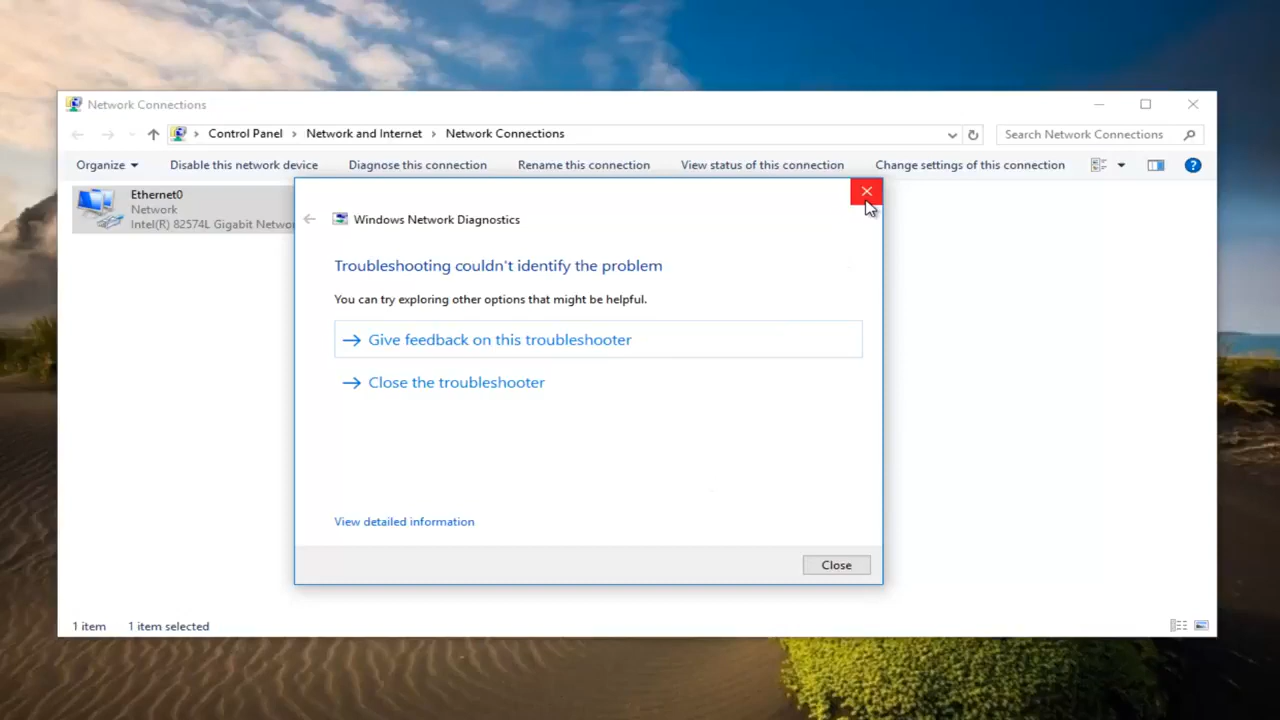 Network Connections
Control Panel Network and Internet Network Connections
Search Network Connections
Organize Disable this network device Diagnose this connection Rename this connection View status of this connection Change settings of this connection
Ethernet0
Network
Intel(R) 82574L Gigabit
Windows Network Diagnostics
Troubleshooting couldn't identify the problem
You can try exploring other options that might be helpful.
Give feedback on this troubleshooter
Close the troubleshooter
View detailed information
Close
1 item 1 item selected